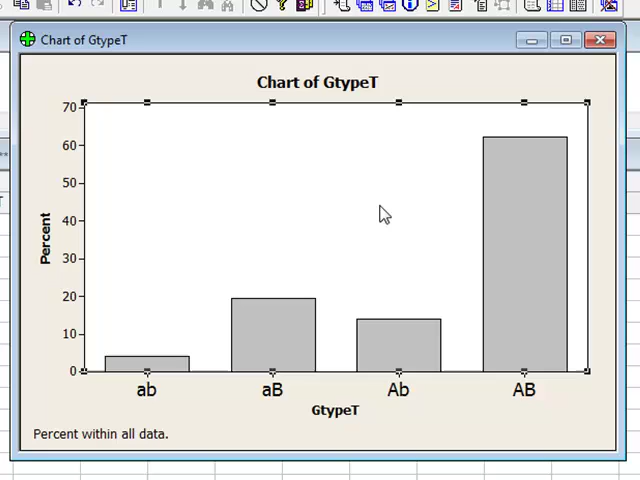 Chart of GtypeT
Chart of GtypeT
70
60
50
40
30
20
10
0
Percent
ab aB Ab AB
GtypeT
Percent within all data.